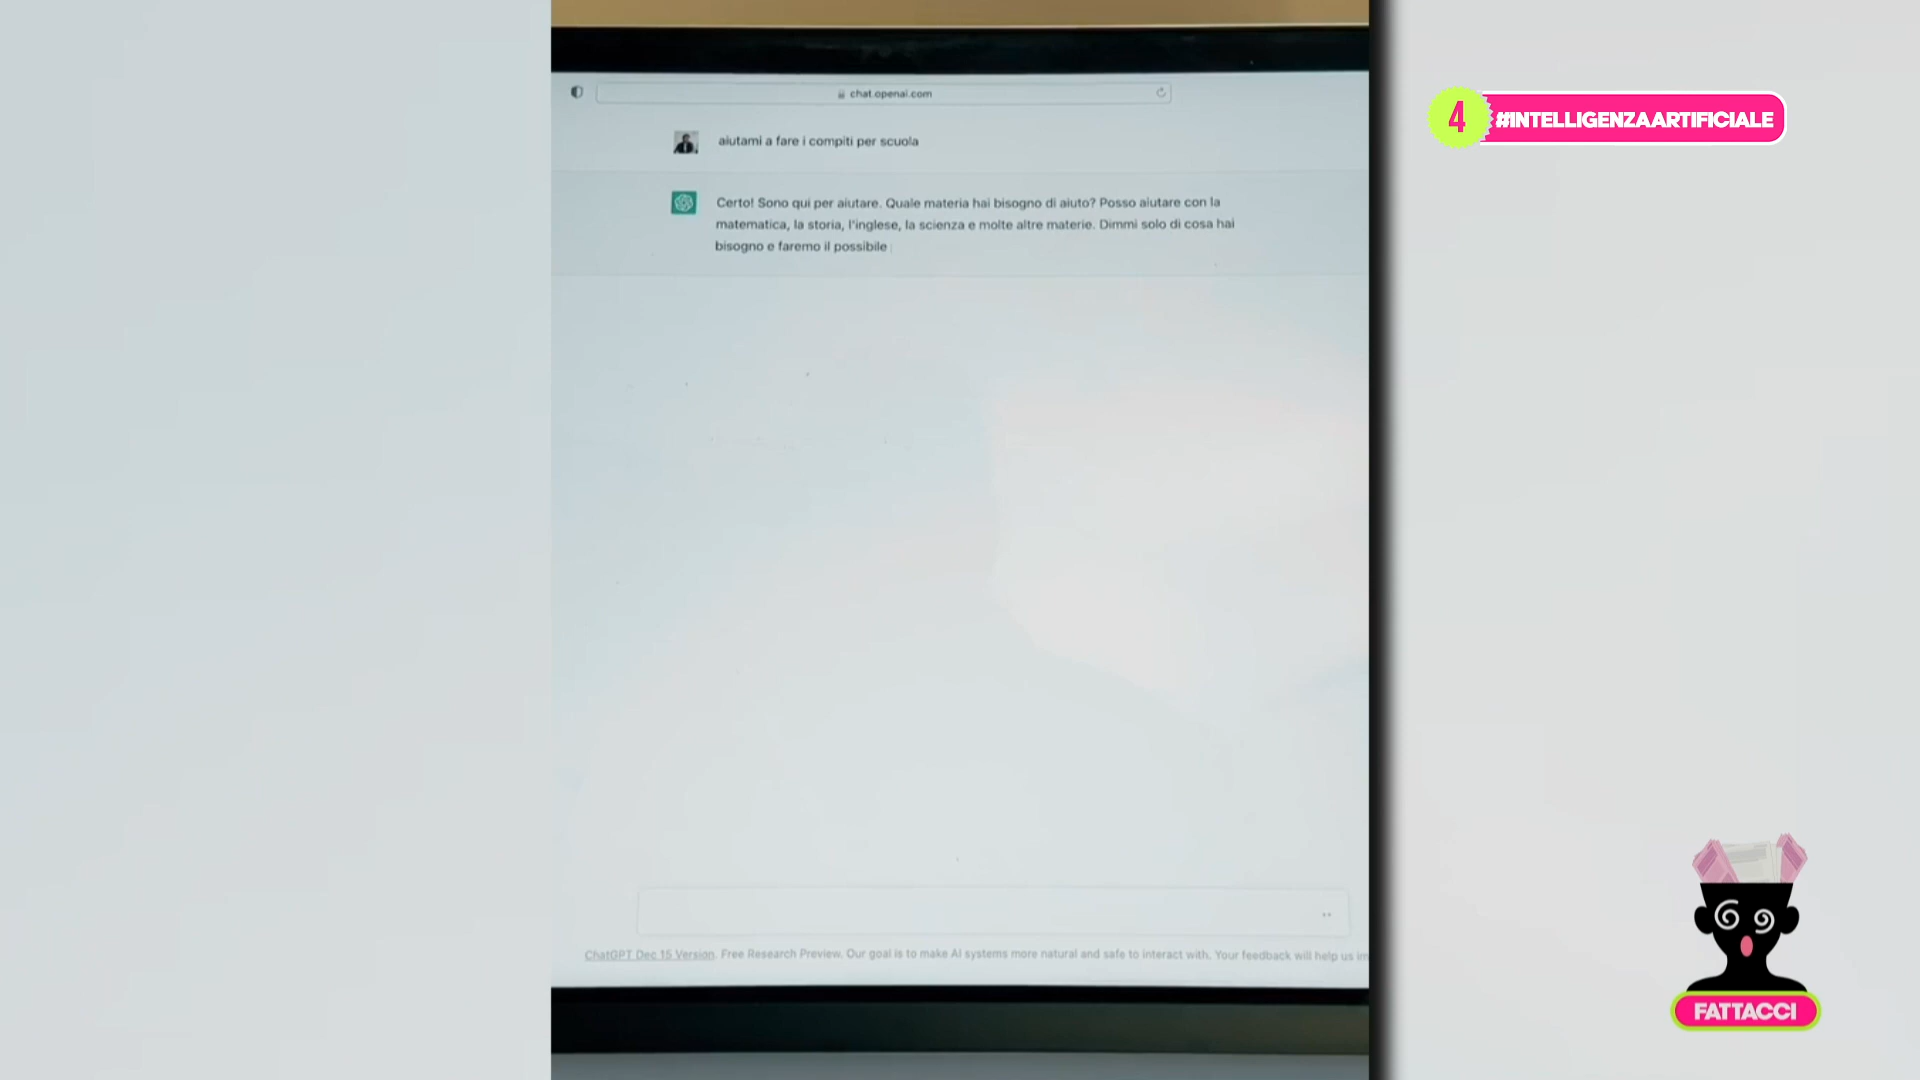 chat.openai.com
4 #INTELLIGENZAARTIFICIALE
aiutami a fare i compiti per scuola
Certo! Sono qui per aiutare. Quale materia hai bisogno di aiuto? Posso aiutare con la
matematica, la storia, l'inglese, la scienza e molte altre materie. Dimmi solo di cosa hai
bisogno e faremo il possibile
ChatGPT Dec 15 Version. Free Research Preview. Our goal is to make AI systems more natural and safe to interact with. Your feedback will help us im
FATTACCI